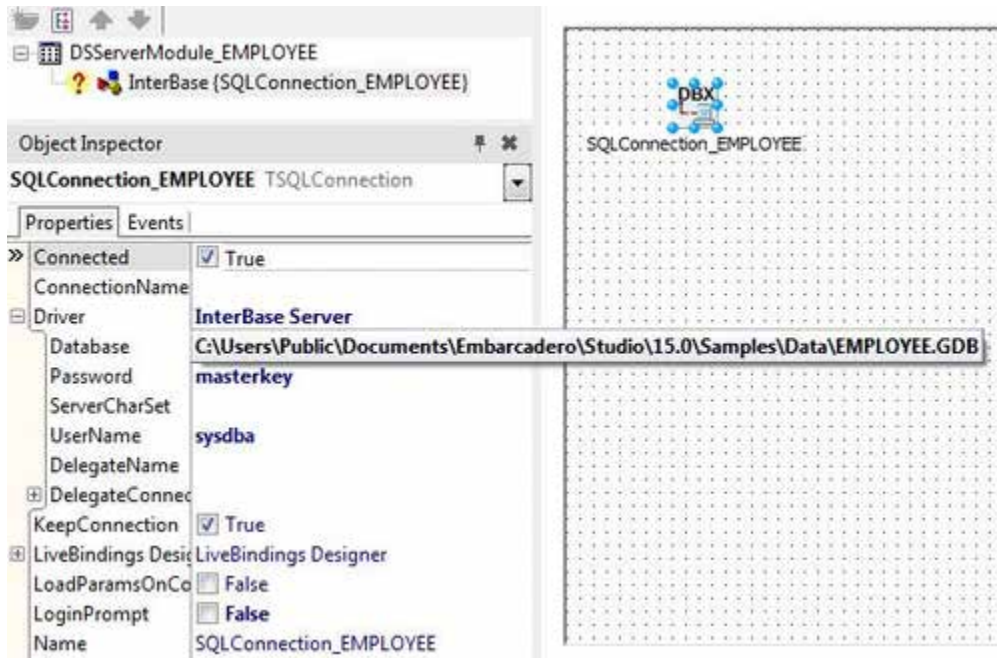 DSServerModule_EMPLOYEE
InterBase {SQLConnection_EMPLOYEE}
Object Inspector
SQLConnection_EMPLOYEE TSQLConnection
Properties Events
Connected True
ConnectionName
Driver InterBase Server
Database C:\Users\Public\Documents\Embarcadero\Studio\15.0\Samples\Data\EMPLOYEE.GDB
Password masterkey
ServerCharSet
UserName sysdba
DelegateName
DelegateConnec
KeepConnection True
LiveBindings Desig LiveBindings Designer
LoadParamsOnCo False
LoginPrompt False
Name SQLConnection_EMPLOYEE
DBX
SQLConnection_EMPLOYEE